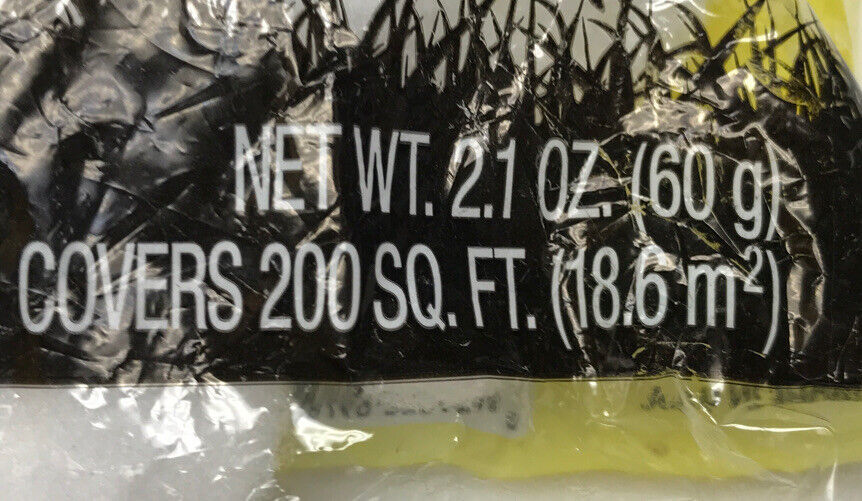 NET WT. 2.1 OZ. (60 g)
COVERS 200 SQ. FT. (18.6 m²)